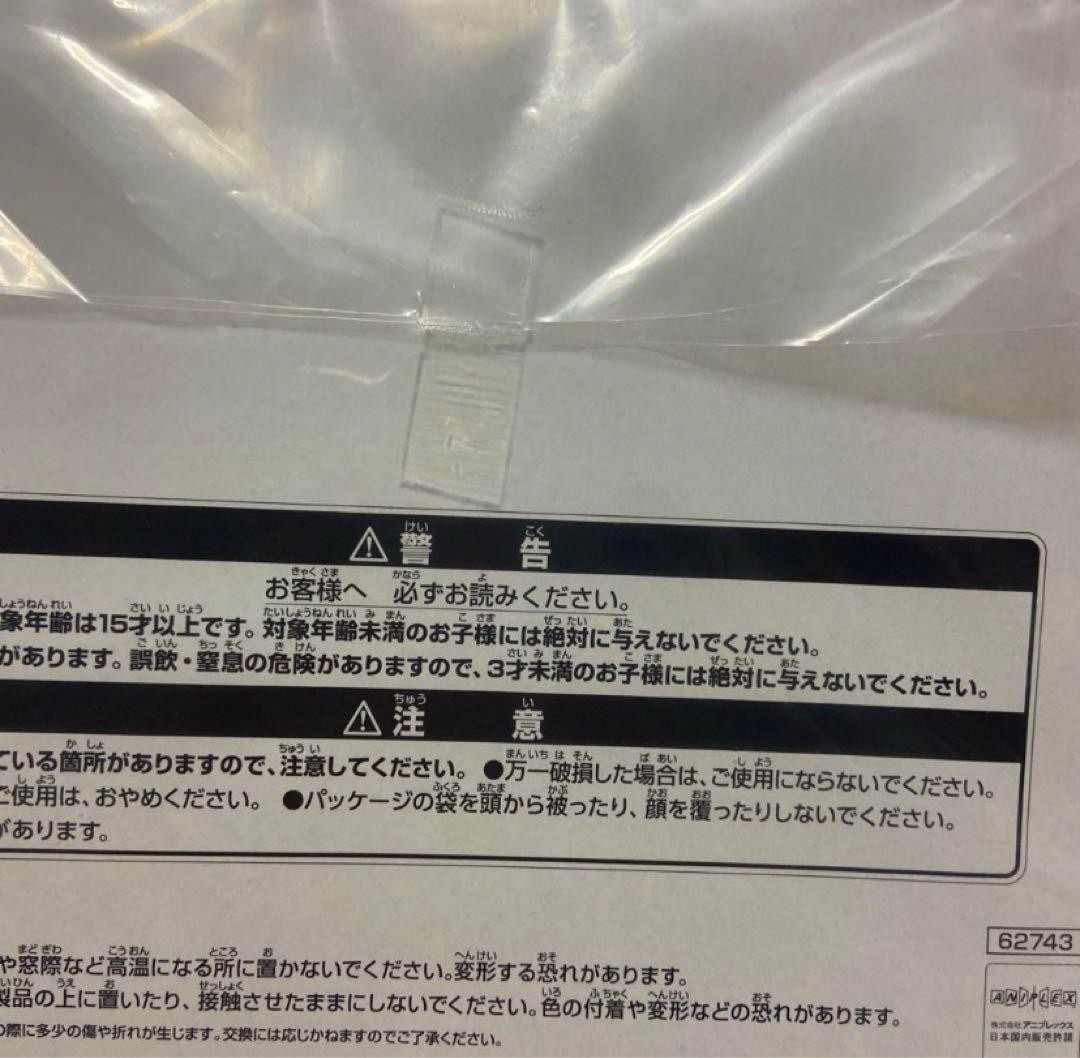 ⚠警告
お客様へ 必ずお読みください。
象年齢は15才以上です。対象年齢未満のお子様には絶対に与えないでください。
があります。誤飲・窒息の危険がありますので、3才未満のお子様には絶対に与えないでください。
⚠注意
ている箇所がありますので、注意してください。 ●万一破損した場合は、ご使用にならないでください。
ご使用は、おやめください。 ●パッケージの袋を頭から被ったり、顔を覆ったりしないでください。
があります。
や窓際など高温になる所に置かないでください。変形する恐れがあります。
製品の上に置いたり、接触させたままにしないでください。色の付着や変形などの恐れがあります。
の際に多少の傷や折れが生じます。交換には応じかねますのでご了承ください。
62743
ANIPLEX
株式会社アニプレックス
日本国内販売許諾